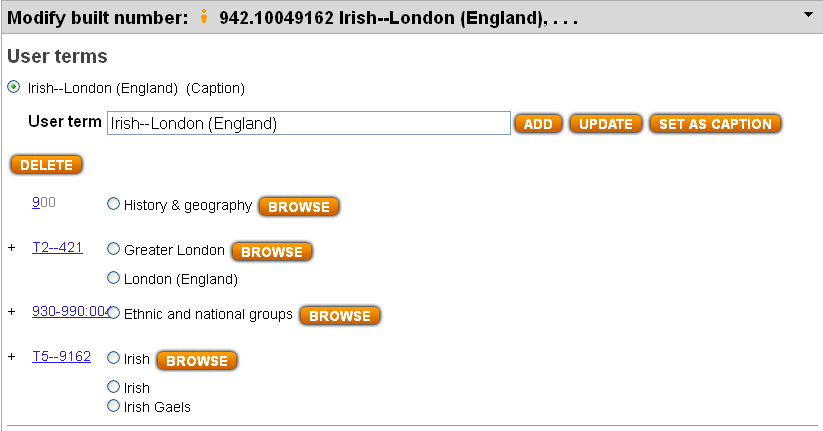 Modify built number: 942.10049162 Irish--London (England), . . .
User terms
Irish--London (England) (Caption)
User term Irish--London (England) ADD UPDATE SET AS CAPTION
DELETE
900 History & geography BROWSE
+ T2--421 Greater London BROWSE
London (England)
+ 930-990:004 Ethnic and national groups BROWSE
+ T5--9162 Irish BROWSE
Irish
Irish Gaels